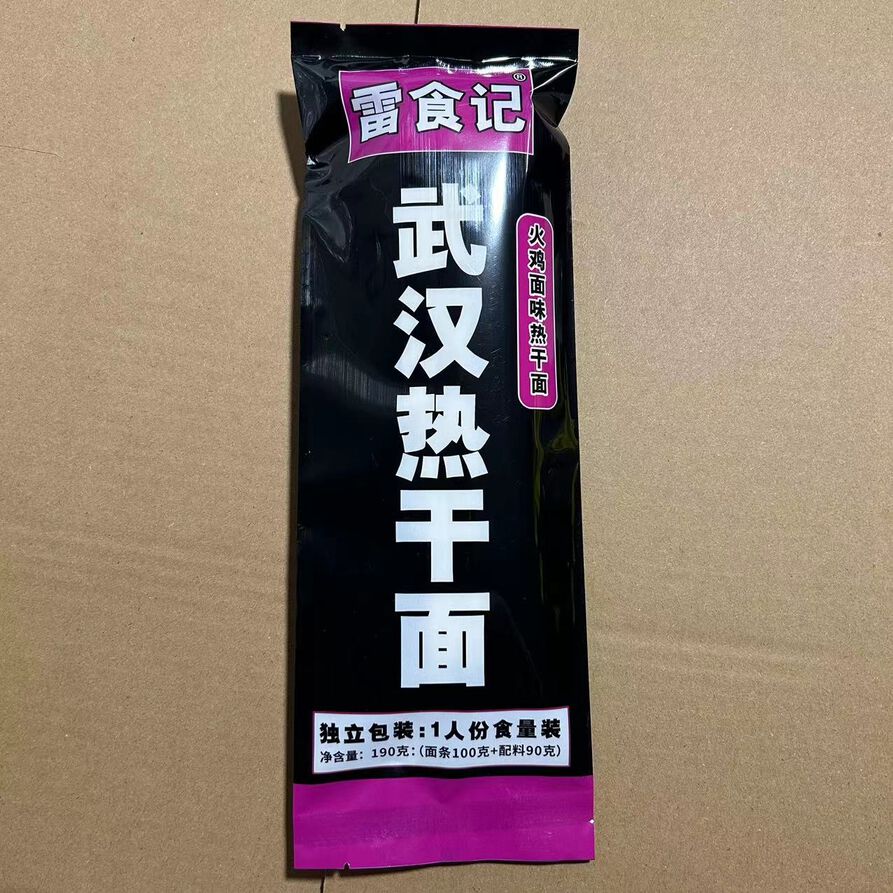 雷食记®
武汉热干面
火鸡面味热干面
独立包装:1人份食量装
净含量:190克:(面条100克+配料90克)